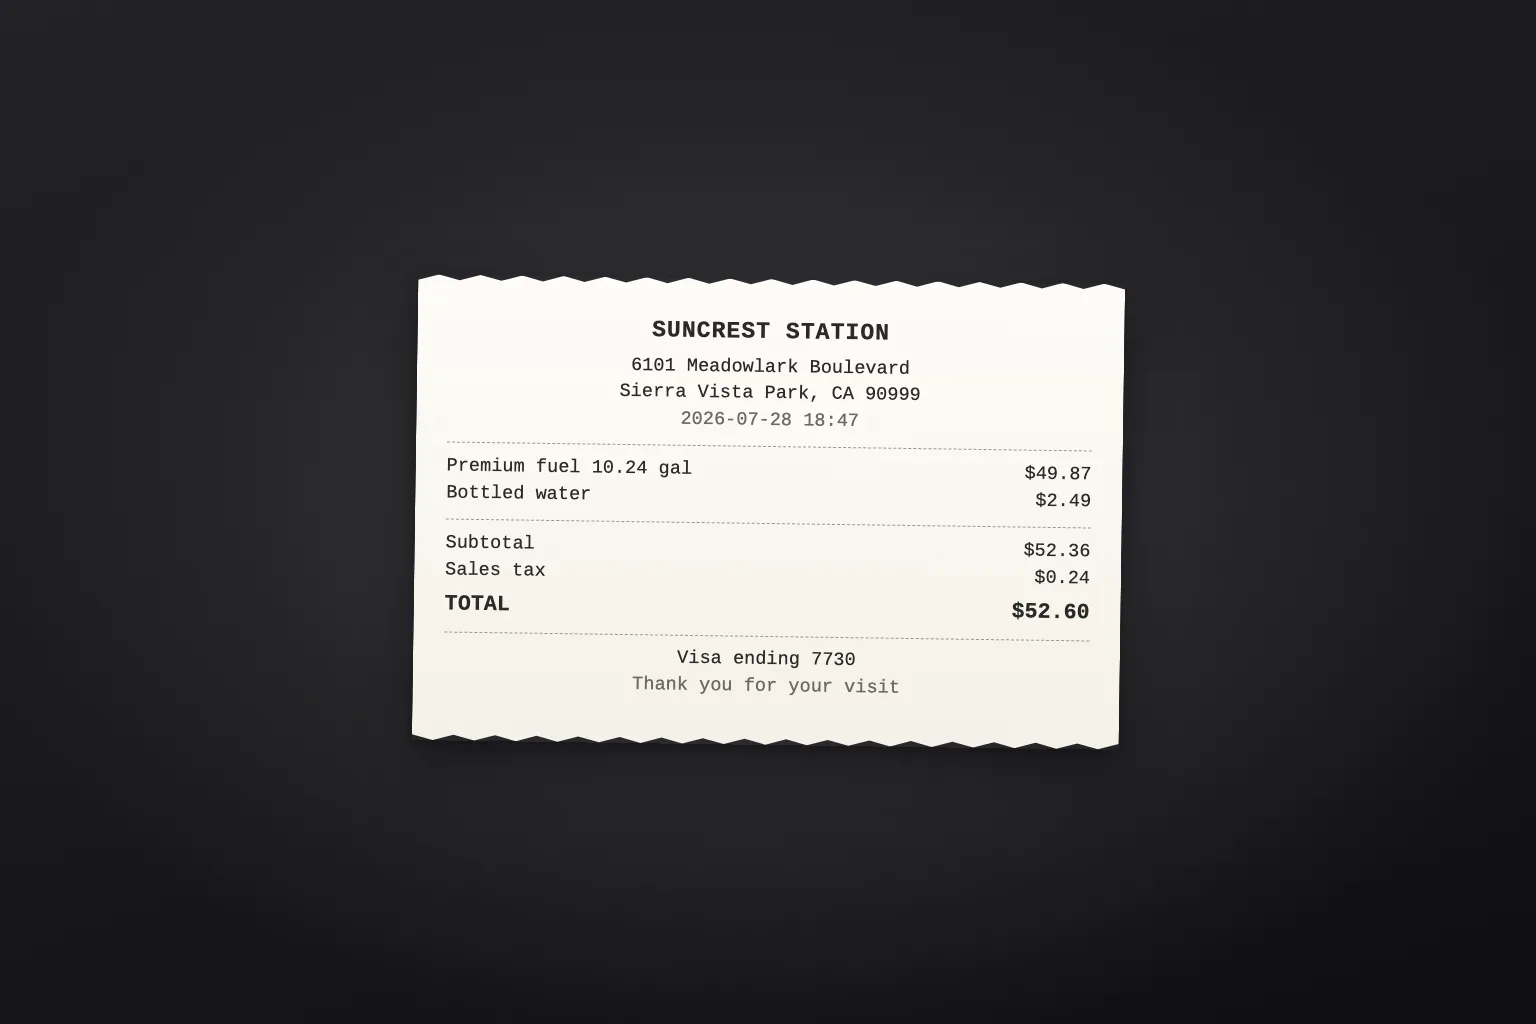 SUNCREST STATION
6101 Meadowlark Boulevard
Sierra Vista Park, CA 90999
2026-07-28 18:47
Premium fuel 10.24 gal $49.87
Bottled water $2.49
Subtotal $52.36
Sales tax $0.24
TOTAL $52.60
Visa ending 7730
Thank you for your visit